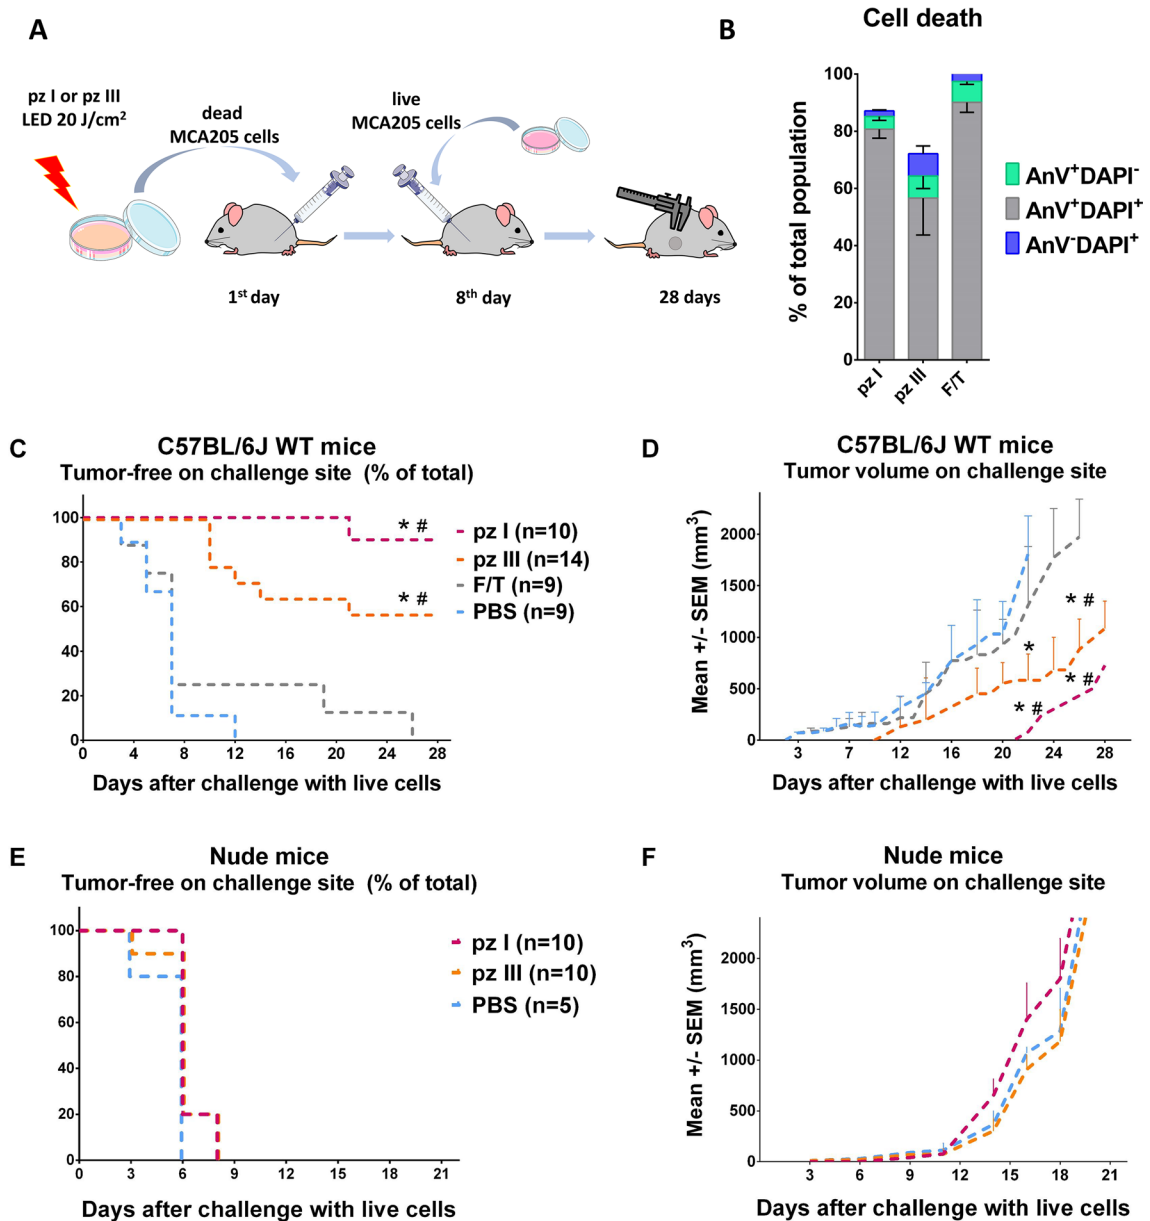 A
pz I or pz III
LED 20 J/cm²
dead
MCA205 cells
live
MCA205 cells
1st day
8th day
28 days
B
Cell death
% of total population
100
80
60
40
20
0
pz I
pz III
F/T
AnV⁺DAPI⁻
AnV⁺DAPI⁺
AnV⁻DAPI⁺
C
C57BL/6J WT mice
Tumor-free on challenge site (% of total)
100
80
60
40
20
0
0 4 8 12 16 20 24 28
Days after challenge with live cells
* #
* #
pz I (n=10)
pz III (n=14)
F/T (n=9)
PBS (n=9)
D
C57BL/6J WT mice
Tumor volume on challenge site
Mean +/- SEM (mm³)
2000
1500
1000
500
0
3 7 12 16 20 24 28
* #
*
* #
* #
Days after challenge with live cells
E
Nude mice
Tumor-free on challenge site (% of total)
100
80
60
40
20
0
0 3 6 9 12 15 18 21
Days after challenge with live cells
pz I (n=10)
pz III (n=10)
PBS (n=5)
F
Nude mice
Tumor volume on challenge site
Mean +/- SEM (mm³)
2000
1500
1000
500
0
3 6 9 12 15 18 21
Days after challenge with live cells